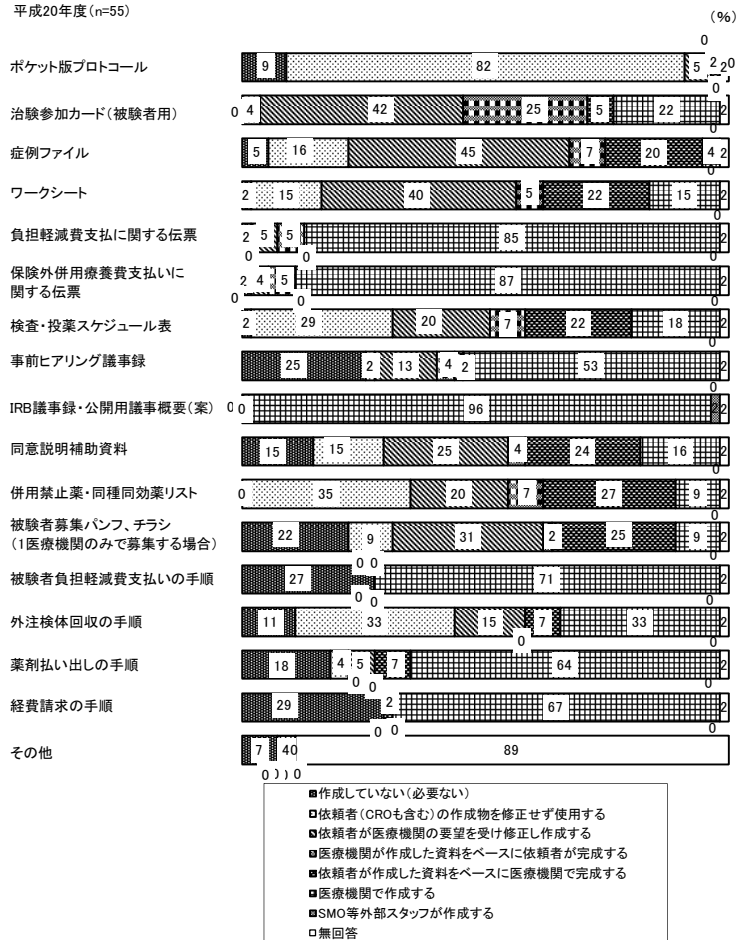 平成20年度(n=55)
(%)
ポケット版プロトコール 9 82 0 5 2 2 0 0
治験参加カード(被験者用) 0 4 42 25 5 22 2 0
症例ファイル 5 16 45 7 20 4 2 0
ワークシート 2 15 40 5 22 15 2 0
負担軽減費支払に関する伝票 2 0 5 5 0 85 2 0
保険外併用療養費支払いに
関する伝票 2 0 4 5 0 87 2 0
検査・投薬スケジュール表 2 29 20 7 22 18 2 0
事前ヒアリング議事録 25 2 13 4 2 53 2 0
IRB議事録・公開用議事概要(案) 0 0 96 2 2
同意説明補助資料 15 15 25 4 24 16 2 0
併用禁止薬・同種同効薬リスト 0 35 20 7 27 9 2 0
被験者募集パンフ、チラシ
(1医療機関のみで募集する場合) 22 9 31 2 25 9 2 0
被験者負担軽減費支払いの手順 27 0 0 0 0 71 2 0
外注検体回収の手順 11 33 15 0 7 33 2
薬剤払い出しの手順 18 4 5 0 0 7 64 2 0
経費請求の手順 29 2 0 0 67 2 0
その他 7 4 0 89
0 0
■作成していない(必要ない)
□依頼者(CROも含む)の作成物を修正せず使用する
■依頼者が医療機関の要望を受け修正し作成する
■医療機関が作成した資料をベースに依頼者が完成する
■依頼者が作成した資料をベースに医療機関で完成する
■医療機関で作成する
■SMO等外部スタッフが作成する
□無回答